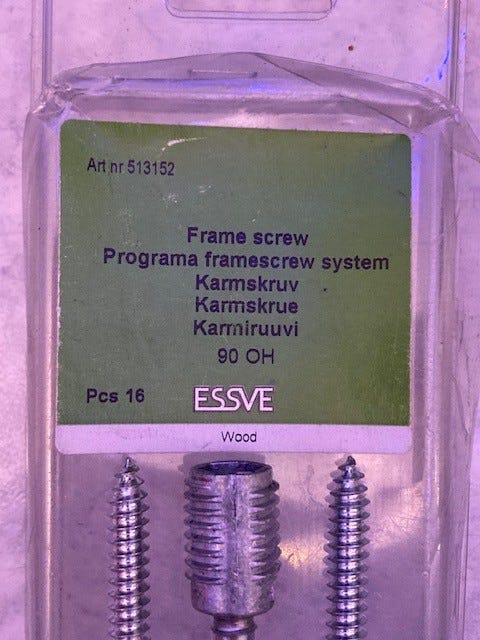 Art nr 513152
Frame screw
Programa framescrew system
Karmskruv
Karmskrue
Karmiruuvi
90 OH
Pcs 16
ESSVE
Wood